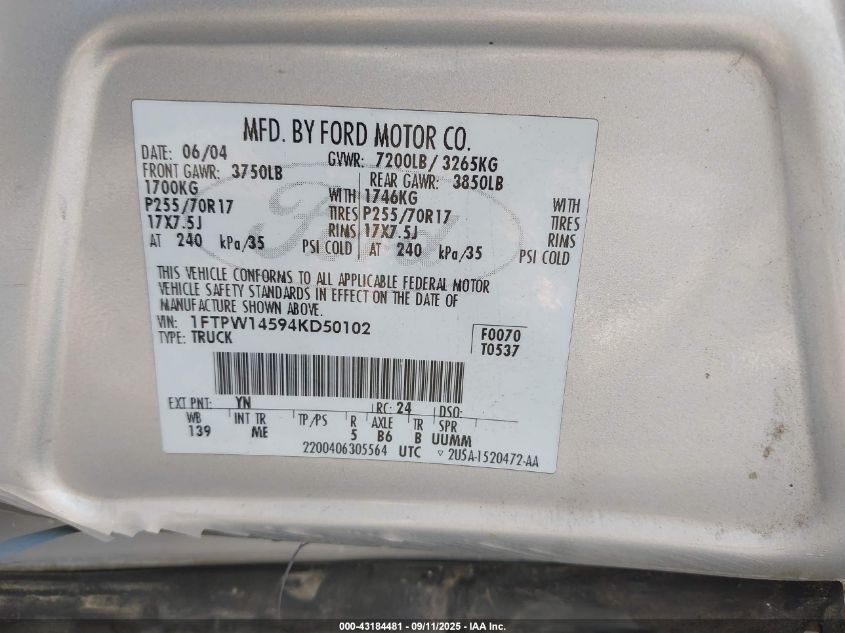 MFD. BY FORD MOTOR CO.
DATE: 06/04 GVWR: 7200LB / 3265KG
FRONT GAWR: 3750LB REAR GAWR: 3850LB
1700KG WITH 1746KG WITH
P255/70R17 TIRES P255/70R17 TIRES
17X7.5J RIMS 17X7.5J RIMS
AT 240 kPa/35 PSI COLD AT 240 kPa/35 PSI COLD
THIS VEHICLE CONFORMS TO ALL APPLICABLE FEDERAL MOTOR
VEHICLE SAFETY STANDARDS IN EFFECT ON THE DATE OF
MANUFACTURE SHOWN ABOVE.
VIN: 1FTPW14594KD50102 F0070
TYPE: TRUCK T0537
EXT PNT: YN RC: 24 DSO:
WB INT TR TP/PS R AXLE TR SPR
139 ME 5 B6 B UUMM
2200406305564 UTC ▽ 2U5A-1520472-AA
Ford
000-43184481 - 09/11/2025 - IAA Inc.